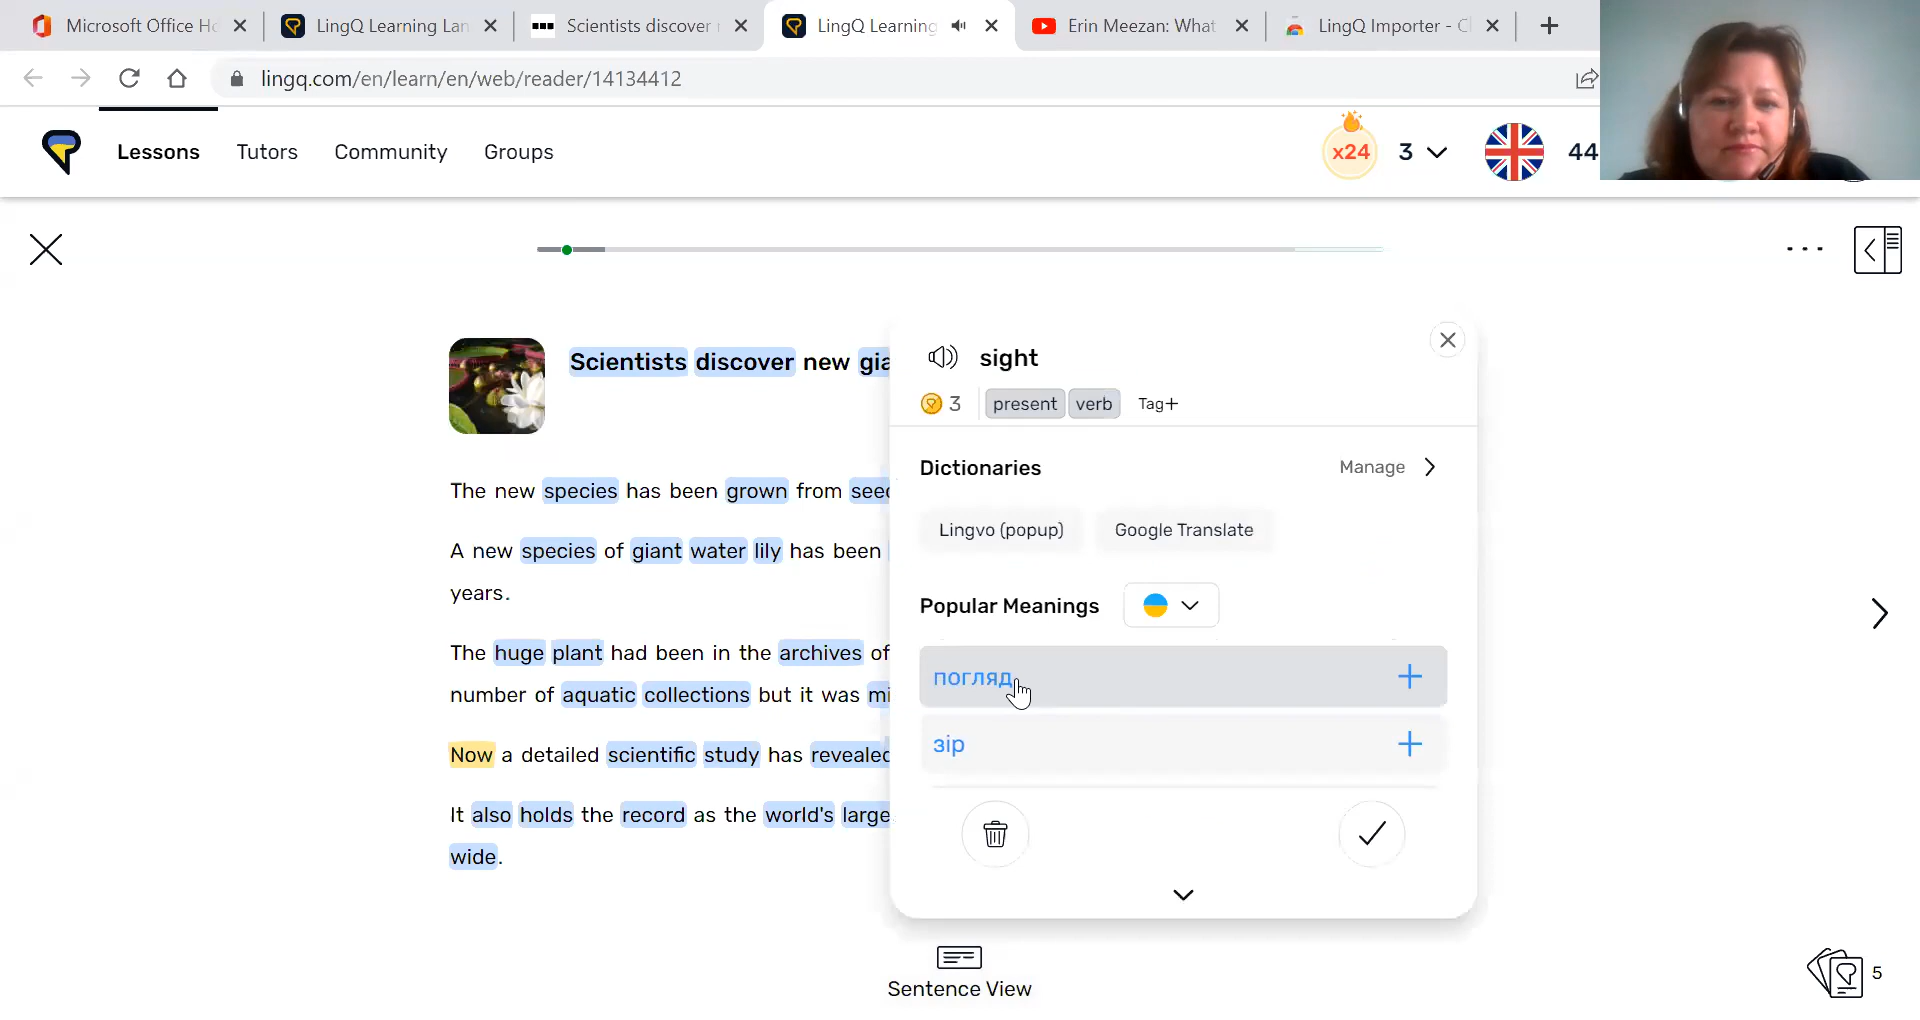 Microsoft Office Ho
LingQ Learning Lan
Scientists discover
LingQ Learning
Erin Meezan: What
LingQ Importer - C
lingq.com/en/learn/en/web/reader/14134412
Lessons
Tutors
Community
Groups
x24
3
44
Scientists discover new gia
The new species has been grown from seed
A new species of giant water lily has been
years.
The huge plant had been in the archives of
number of aquatic collections but it was mi
Now a detailed scientific study has revealed
It also holds the record as the world's large
wide.
sight
3
present
verb
Tag+
Dictionaries
Manage
Lingvo (popup)
Google Translate
Popular Meanings
погляд
зір
Sentence View
5